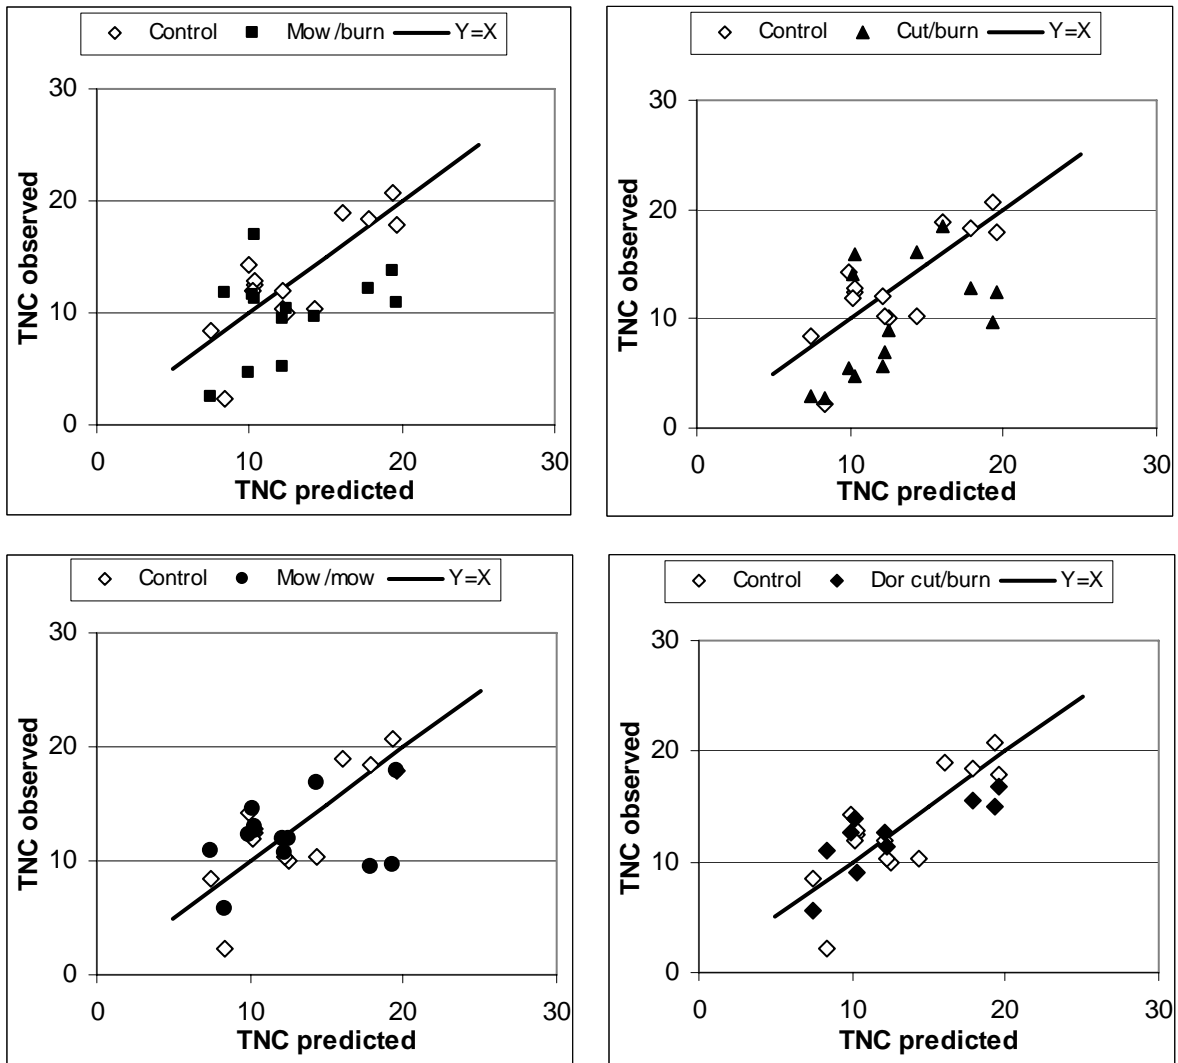 Control Mow/burn Y=X
30
20
10
0
TNC observed
0 10 20 30
TNC predicted
Control Cut/burn Y=X
30
20
10
0
TNC observed
0 10 20 30
TNC predicted
Control Mow/mow Y=X
30
20
10
0
TNC observed
0 10 20 30
TNC predicted
Control Dor cut/burn Y=X
30
20
10
0
TNC observed
0 10 20 30
TNC predicted